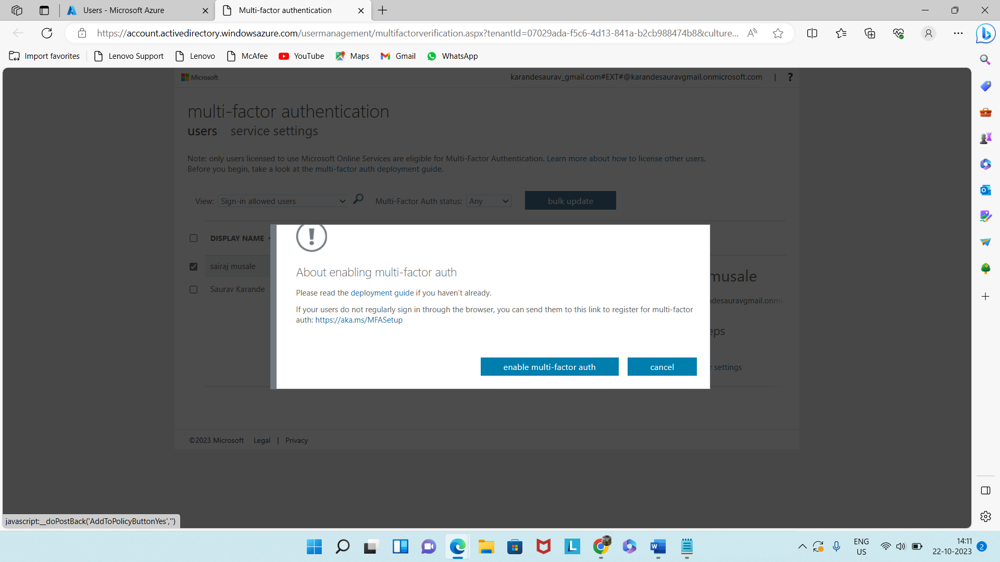 Users - Microsoft Azure
Multi-factor authentication
https://account.activedirectory.windowsazure.com/usermanagement/multifactorverification.aspx?tenantId=07029ada-f5c6-4d13-841a-b2cb988474b8&culture...
Import favorites
Lenovo Support
Lenovo
McAfee
YouTube
Maps
Gmail
WhatsApp
Microsoft
karandesaurav_gmail.com#EXT#@karandesauravgmail.onmicrosoft.com | ?
multi-factor authentication
users service settings
Note: only users licensed to use Microsoft Online Services are eligible for Multi-Factor Authentication. Learn more about how to license other users.
Before you begin, take a look at the multi-factor auth deployment guide.
View: Sign-in allowed users
Multi-Factor Auth status: Any
bulk update
DISPLAY NAME
sairaj musale
Saurav Karande
musale
desauravgmail.onmi
eps
settings
About enabling multi-factor auth
Please read the deployment guide if you haven't already.
If your users do not regularly sign in through the browser, you can send them to this link to register for multi-factor
auth: https://aka.ms/MFASetup
enable multi-factor auth
cancel
©2023 Microsoft Legal | Privacy
javascript:__doPostBack('AddToPolicyButtonYes','')
ENG
US
14:11
22-10-2023
2